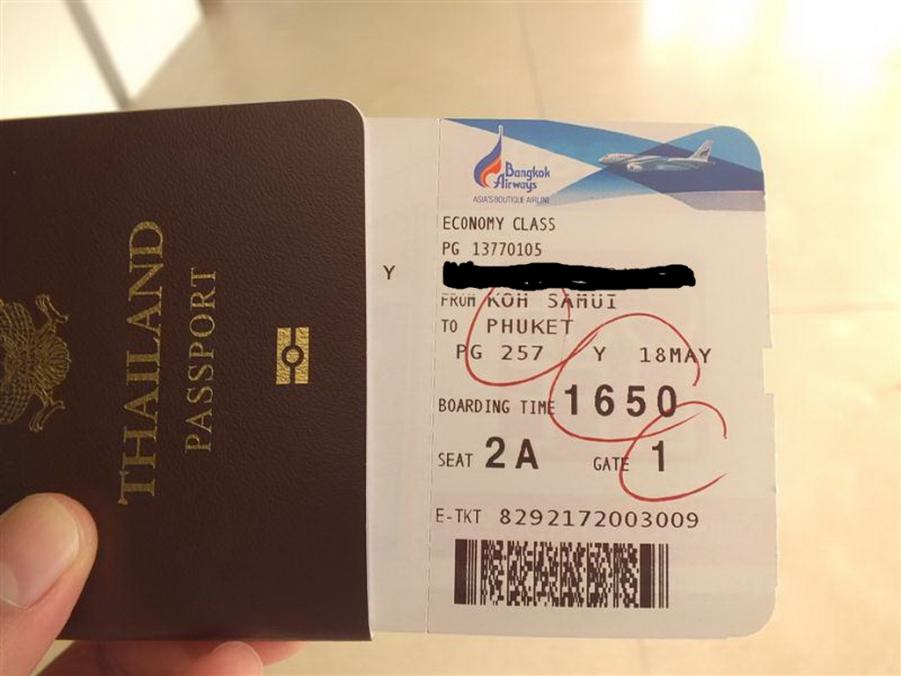 THAILAND
PASSPORT
Y
Bangkok
Airways
ASIA'S BOUTIQUE AIRLINE
ECONOMY CLASS
PG 13770105
FROM KOH SAMUI
TO PHUKET
PG 257 Y 18MAY
BOARDING TIME 1650
SEAT 2A GATE 1
E-TKT 8292172003009